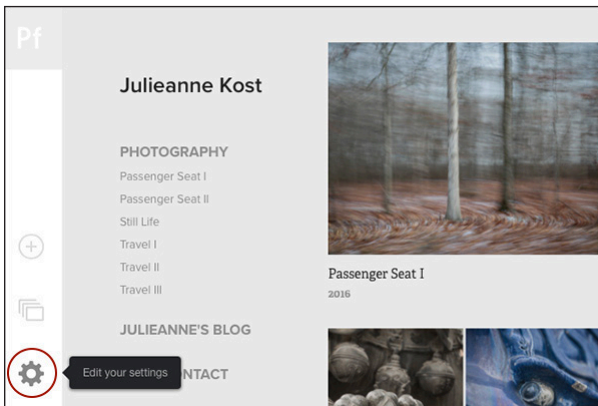 Pf
Julieanne Kost
PHOTOGRAPHY
Passenger Seat I
Passenger Seat II
Still Life
Travel I
Travel II
Travel III
JULIEANNE'S BLOG
Edit your settings
NTACT
Passenger Seat I
2016